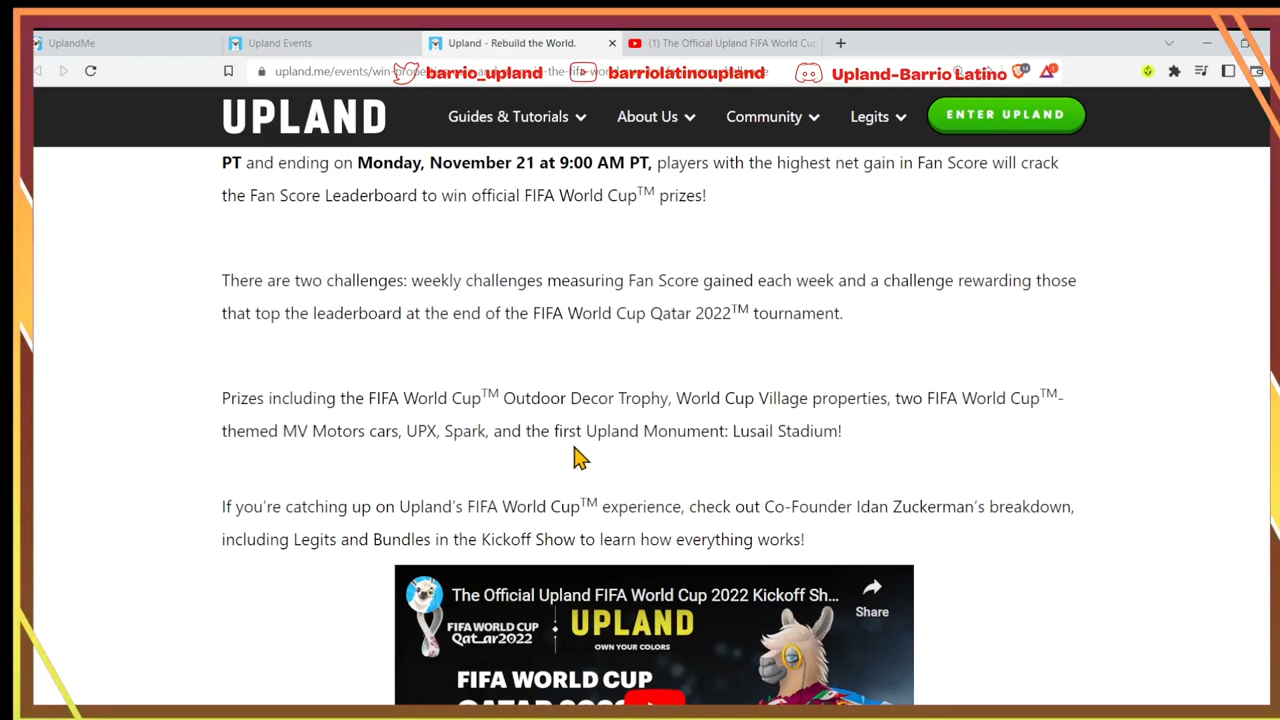 UplandMe
Upland Events
Upland - Rebuild the World.
(1) The Official Upland FIFA World Cup
upland.me/events/win-
barrio_upland
barriolatinoupland
Upland-Barrio Latino
UPLAND
Guides & Tutorials
About Us
Community
Legits
ENTER UPLAND
PT and ending on Monday, November 21 at 9:00 AM PT, players with the highest net gain in Fan Score will crack
the Fan Score Leaderboard to win official FIFA World Cup™ prizes!
There are two challenges: weekly challenges measuring Fan Score gained each week and a challenge rewarding those
that top the leaderboard at the end of the FIFA World Cup Qatar 2022™ tournament.
Prizes including the FIFA World Cup™ Outdoor Decor Trophy, World Cup Village properties, two FIFA World Cup™-
themed MV Motors cars, UPX, Spark, and the first Upland Monument: Lusail Stadium!
If you’re catching up on Upland’s FIFA World Cup™ experience, check out Co-Founder Idan Zuckerman’s breakdown,
including Legits and Bundles in the Kickoff Show to learn how everything works!
The Official Upland FIFA World Cup 2022 Kickoff Sh...
Share
FIFA WORLD CUP
Qatar2022
UPLAND
OWN YOUR COLORS
FIFA WORLD CUP